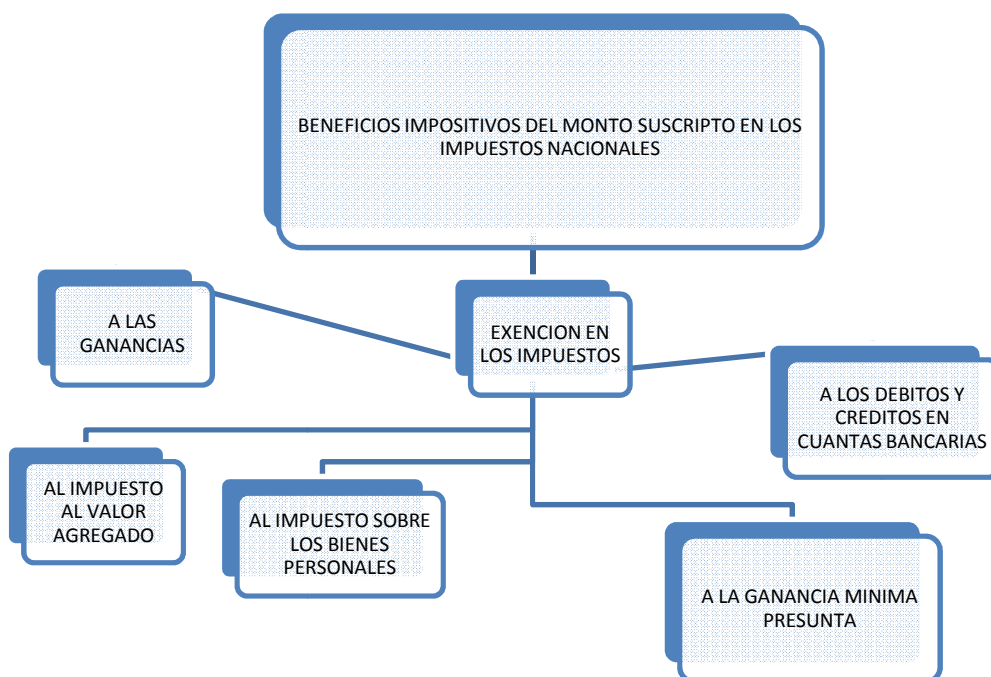 BENEFICIOS IMPOSITIVOS DEL MONTO SUSCRIPTO EN LOS
IMPUESTOS NACIONALES
A LAS
GANANCIAS
EXENCION EN
LOS IMPUESTOS
A LOS DEBITOS Y
CREDITOS EN
CUANTAS BANCARIAS
AL IMPUESTO
AL VALOR
AGREGADO
AL IMPUESTO SOBRE
LOS BIENES
PERSONALES
A LA GANANCIA MINIMA
PRESUNTA